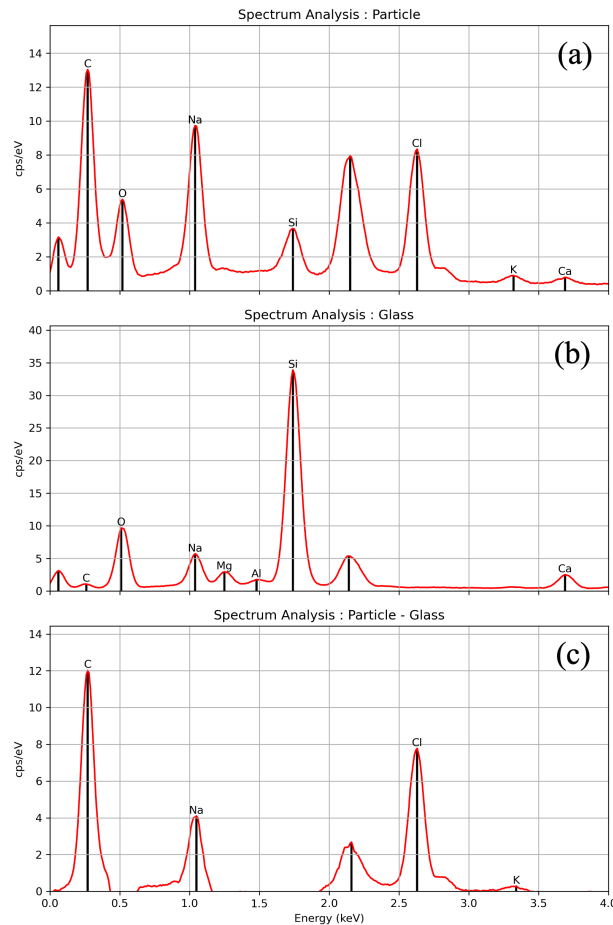 Spectrum Analysis : Particle
(a)
14
12
10
8
6
4
2
0
cps/eV
C
O
Na
Si
Cl
K
Ca
Spectrum Analysis : Glass
(b)
40
35
30
25
20
15
10
5
0
cps/eV
C
O
Na
Mg
Al
Si
Ca
Spectrum Analysis : Particle - Glass
(c)
14
12
10
8
6
4
2
0
cps/eV
C
Na
Cl
K
0.0 0.5 1.0 1.5 2.0 2.5 3.0 3.5 4.0
Energy (keV)